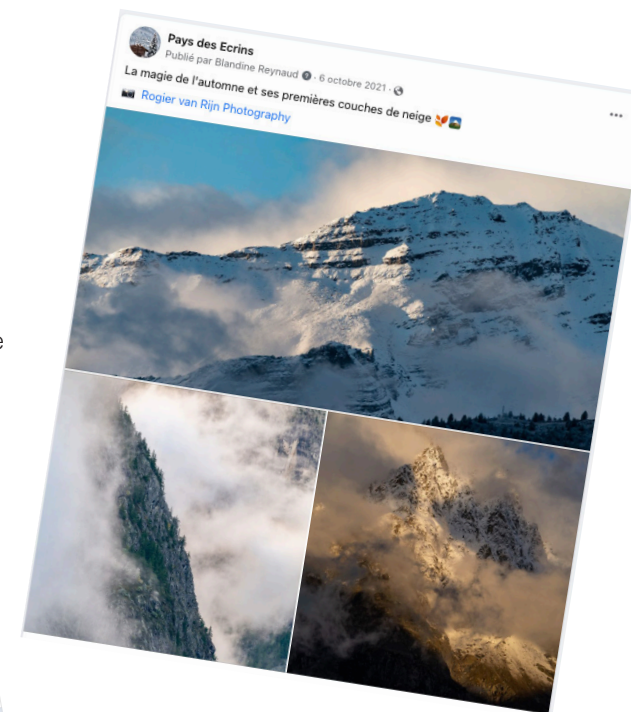 Pays des Ecrins
Publié par Blandine Reynaud · 6 octobre 2021 ·
La magie de l'automne et ses premières couches de neige 🍂🏔️
📷 Rogier van Rijn Photography
e